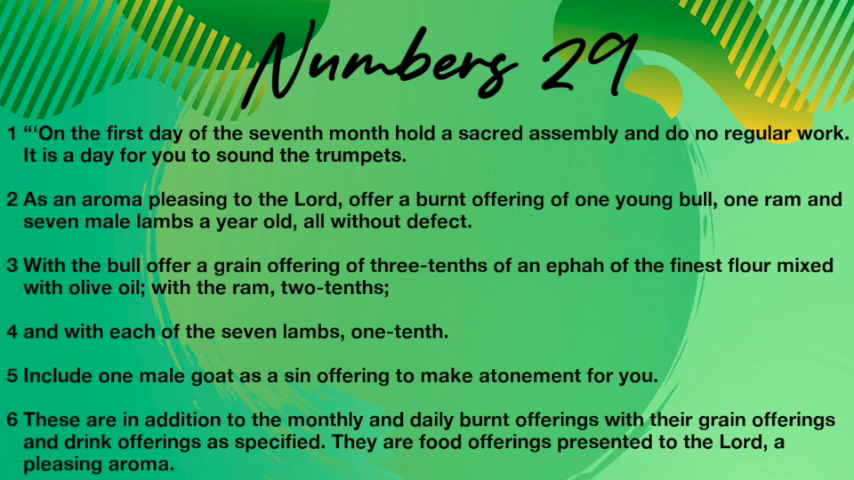 Numbers 29
1 “‘On the first day of the seventh month hold a sacred assembly and do no regular work.
It is a day for you to sound the trumpets.
2 As an aroma pleasing to the Lord, offer a burnt offering of one young bull, one ram and
seven male lambs a year old, all without defect.
3 With the bull offer a grain offering of three-tenths of an ephah of the finest flour mixed
with olive oil; with the ram, two-tenths;
4 and with each of the seven lambs, one-tenth.
5 Include one male goat as a sin offering to make atonement for you.
6 These are in addition to the monthly and daily burnt offerings with their grain offerings
and drink offerings as specified. They are food offerings presented to the Lord, a
pleasing aroma.